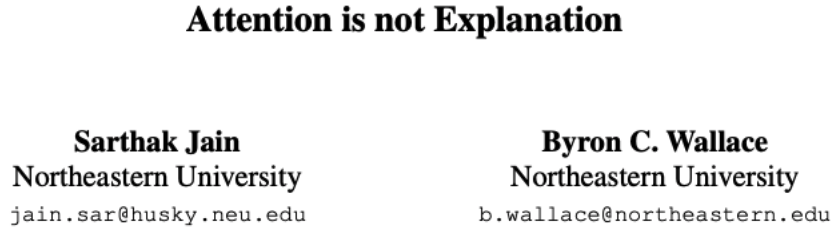 Attention is not Explanation
Sarthak Jain
Northeastern University
jain.sar@husky.neu.edu
Byron C. Wallace
Northeastern University
b.wallace@northeastern.edu